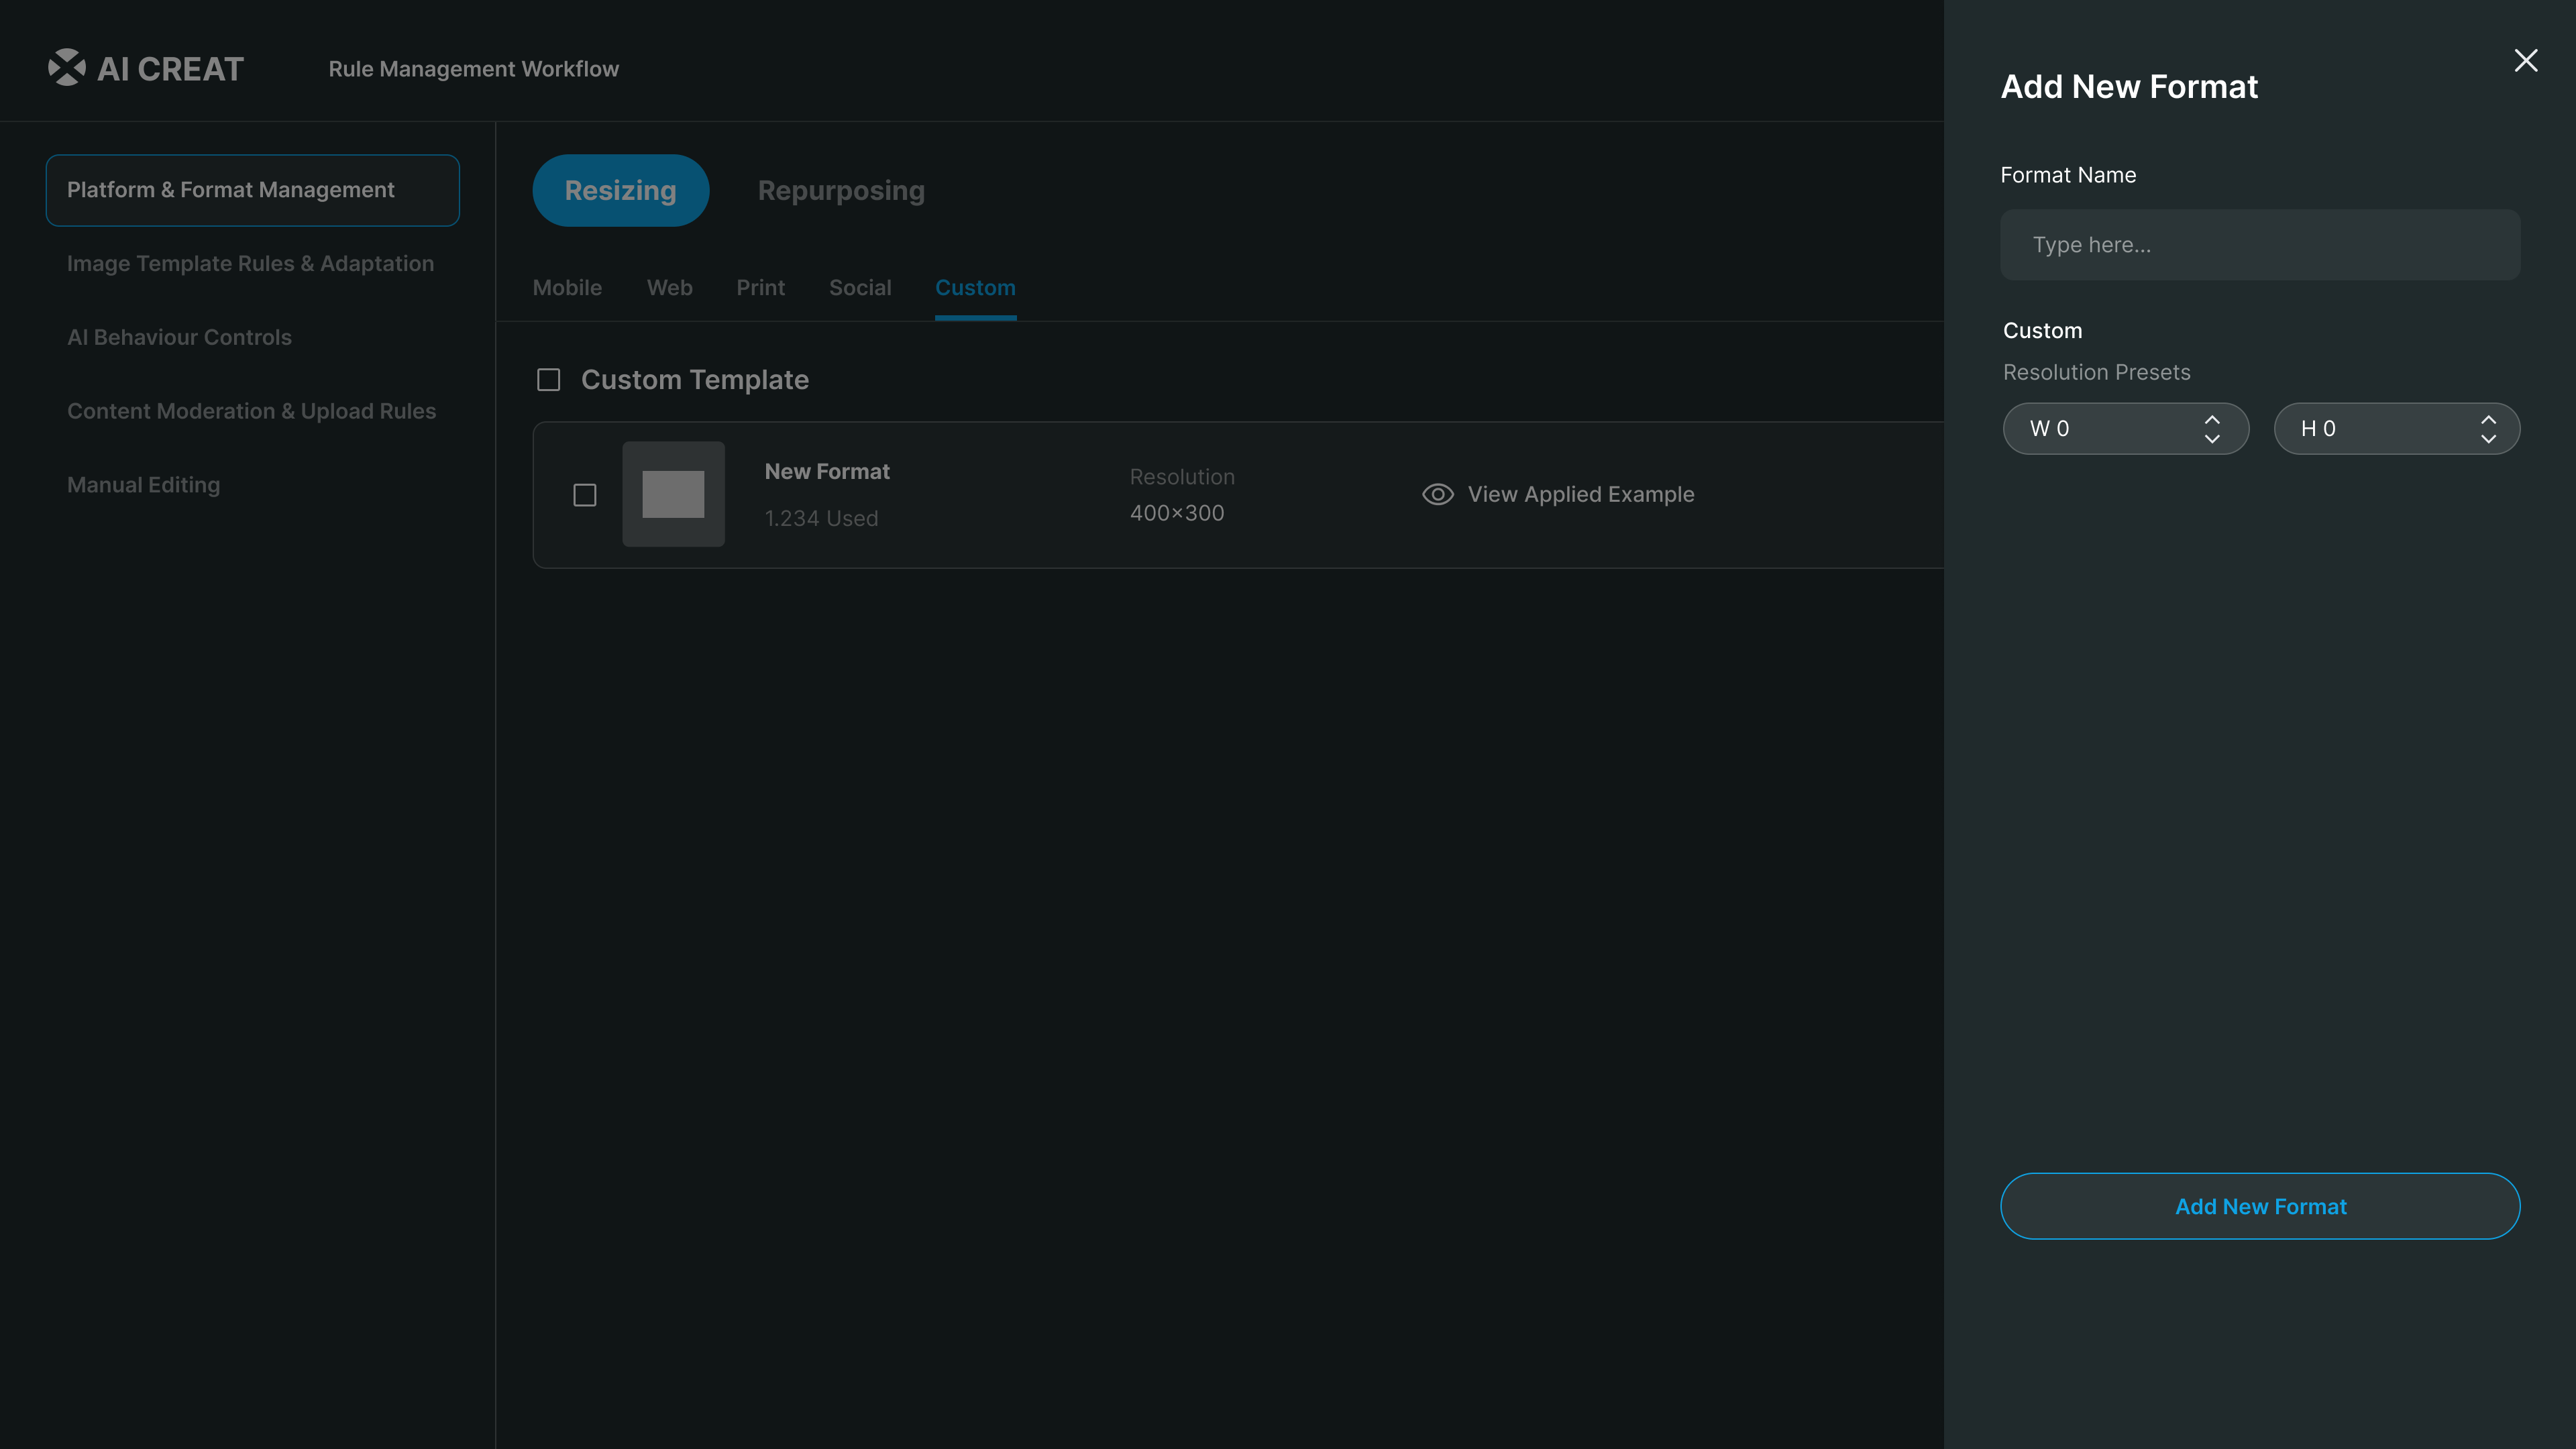 AI CREAT
Rule Management Workflow
Platform & Format Management
Image Template Rules & Adaptation
AI Behaviour Controls
Content Moderation & Upload Rules
Manual Editing
Resizing
Repurposing
Mobile
Web
Print
Social
Custom
Custom Template
New Format
1.234 Used
Resolution
400×300
View Applied Example
Add New Format
Format Name
Type here...
Custom
Resolution Presets
W 0
H 0
Add New Format